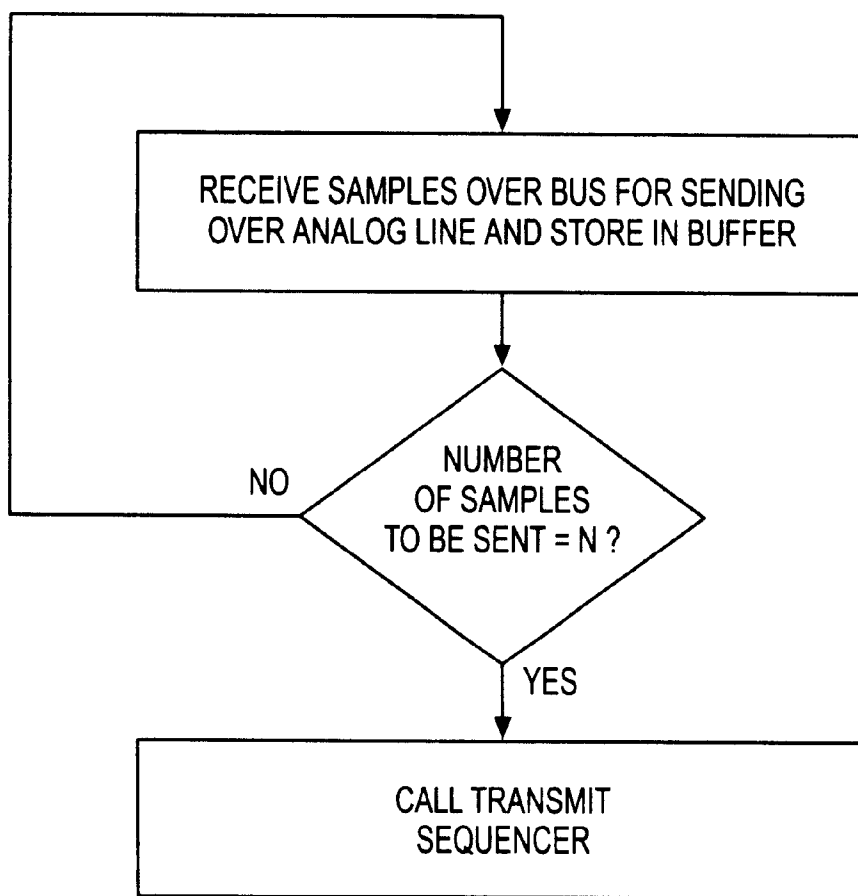 RECEIVE SAMPLES OVER BUS FOR SENDING
OVER ANALOG LINE AND STORE IN BUFFER
NUMBER
OF SAMPLES
TO BE SENT = N ?
NO
YES
CALL TRANSMIT
SEQUENCER